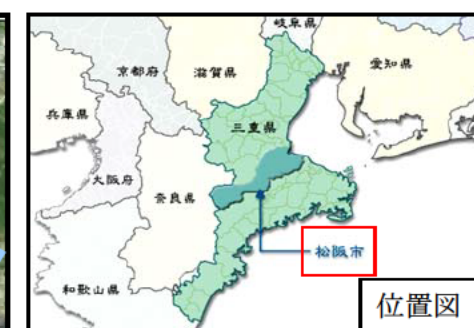 岐阜県
京都府
滋賀県
愛知県
兵庫県
三重県
大阪府
奈良県
松阪市
和歌山県
位置図